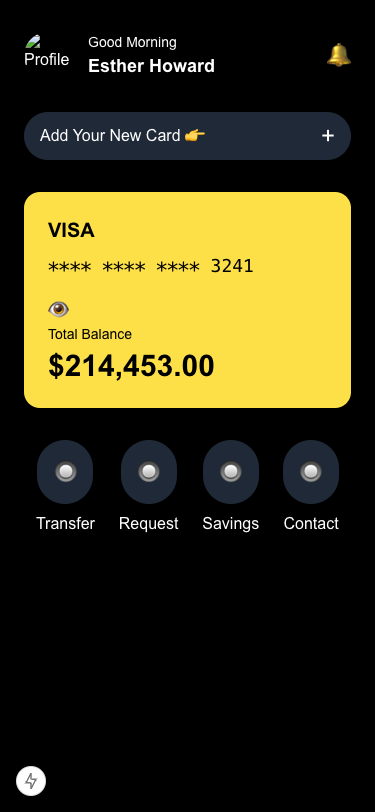 Profile
Good Morning
Esther Howard
🔔
Add Your New Card 👉 +
VISA
**** **** **** 3241
👁️
Total Balance
$214,453.00
🔘 🔘 🔘 🔘
Transfer Request Savings Contact